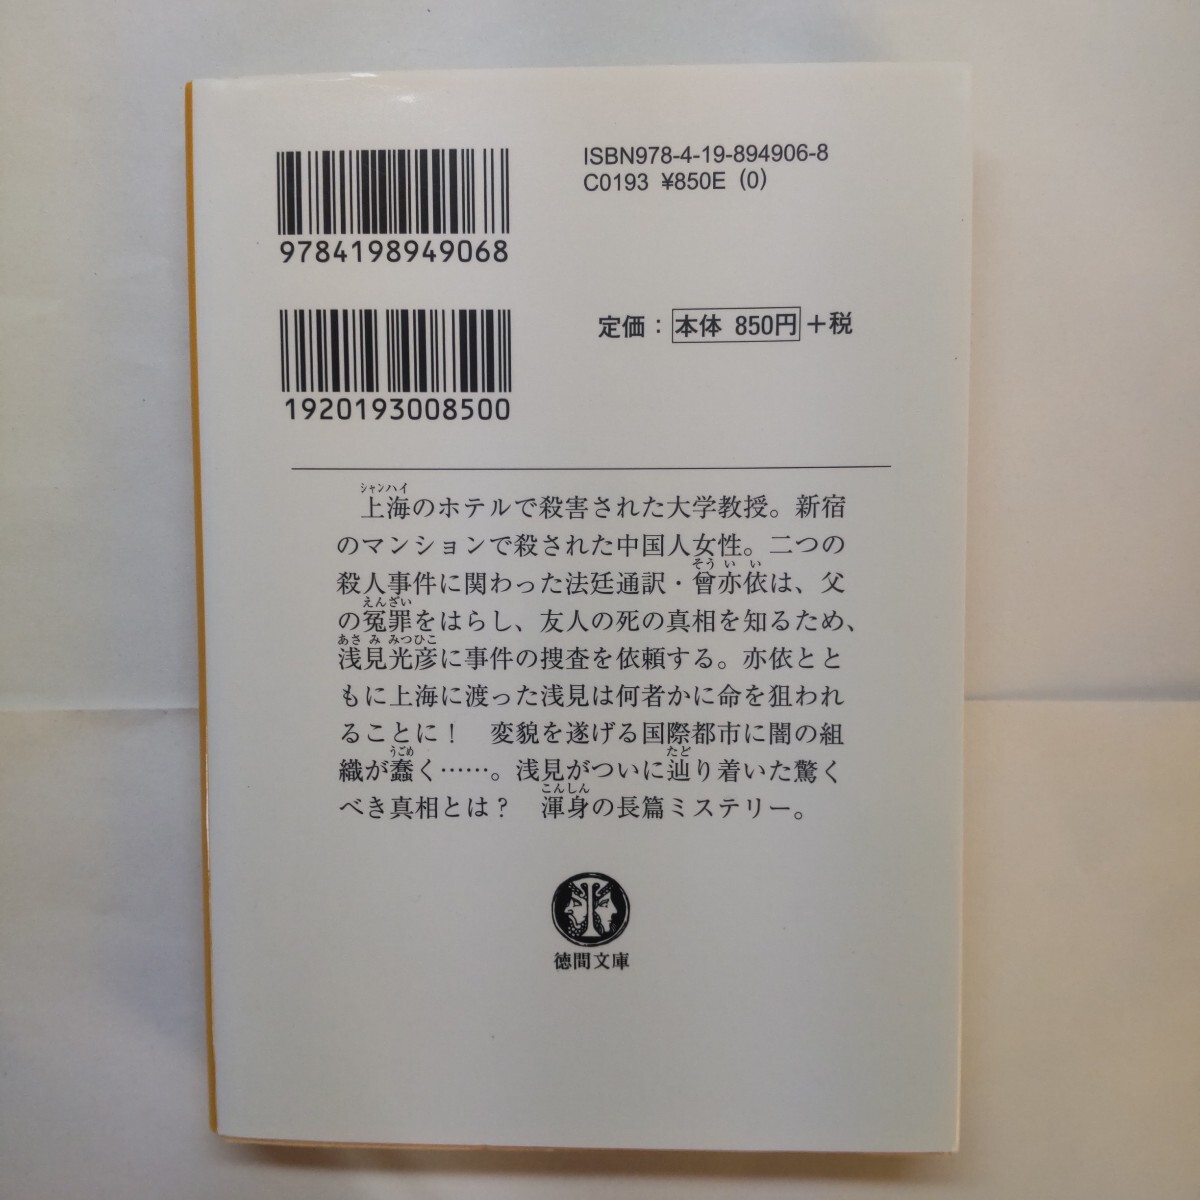 ISBN978-4-19-894906-8
C0193 ¥850E (0)
9784198949068
定価：本体 850円＋税
1920193008500
上海のホテルで殺害された大学教授。新宿
シャンハイ
のマンションで殺された中国人女性。二つの
殺人事件に関わった法廷通訳・曾亦依は、父
そう い い
の冤罪をはらし、友人の死の真相を知るため、
えんざい
浅見光彦に事件の捜査を依頼する。亦依とと
あさ み みつひこ
もに上海に渡った浅見は何者かに命を狙われ
ることに！　変貌を遂げる国際都市に闇の組
織が蠢く……。浅見がついに辿り着いた驚く
うごめ
たど
べき真相とは？　渾身の長篇ミステリー。
こんしん
徳間文庫